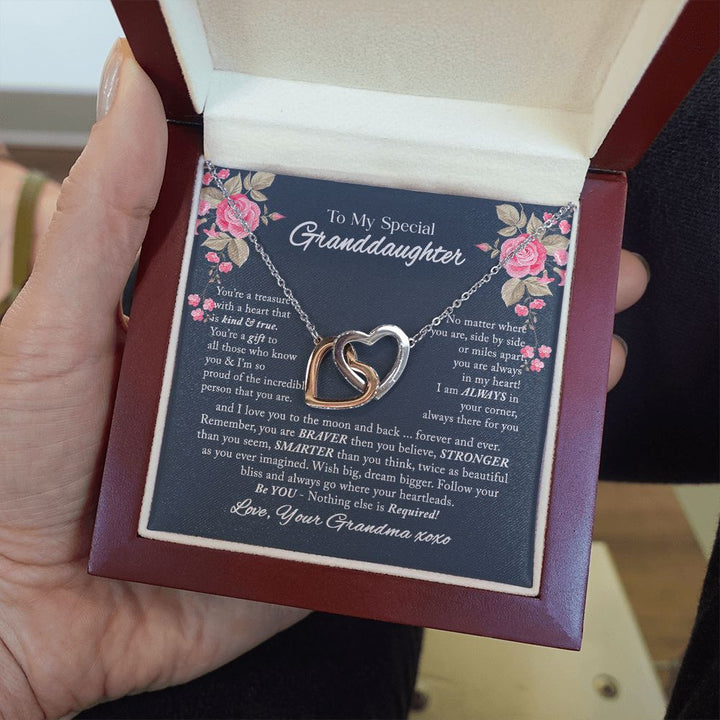 To My Special
Granddaughter
You're a treasure
with a heart that
is kind & true.
You're a gift to
all those who know
you & I'm so
proud of the incredibl
person that you are.
No matter where
you are, side by side
or miles apart,
you are always
in my heart!
I am ALWAYS in
your corner,
always there for you
and I love you to the moon and back ... forever and ever.
Remember, you are BRAVER then you believe, STRONGER
than you seem, SMARTER than you think, twice as beautiful
as you ever imagined. Wish big, dream bigger. Follow your
bliss and always go where your heartleads.
Be YOU - Nothing else is Required!
Love, Your Grandma xoxo